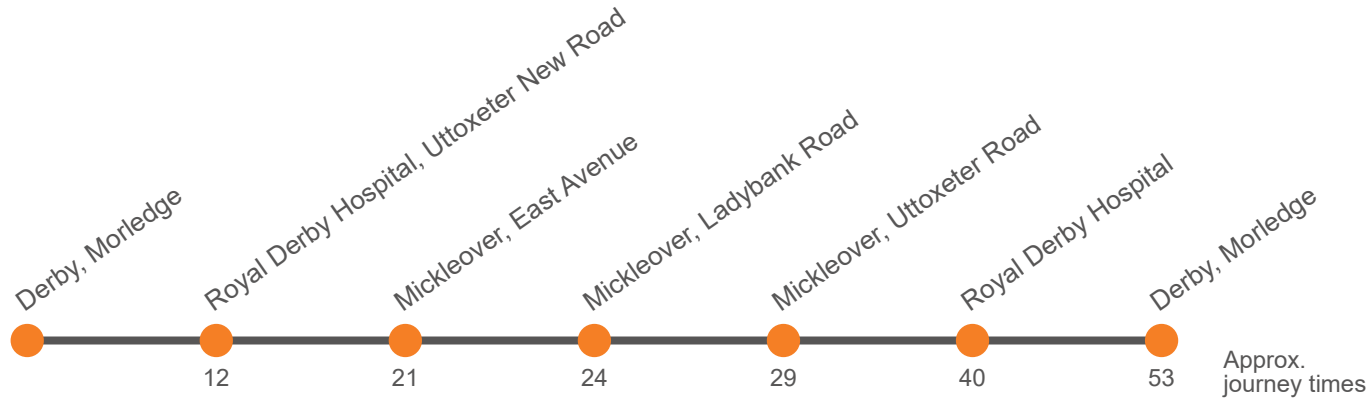 Derby, Morledge
Royal Derby Hospital, Uttoxeter New Road
Mickleover, East Avenue
Mickleover, Ladybank Road
Mickleover, Uttoxeter Road
Royal Derby Hospital
Derby, Morledge
12
21
24
29
40
53
Approx.
journey times